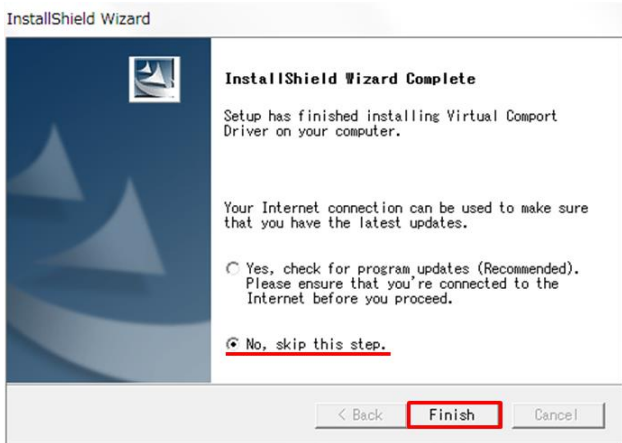 InstallShield Wizard
InstallShield Wizard Complete
Setup has finished installing Virtual Comport
Driver on your computer.
Your Internet connection can be used to make sure
that you have the latest updates.
Yes, check for program updates (Recommended).
Please ensure that you're connected to the
Internet before you proceed.
No, skip this step.
< Back Finish Cancel